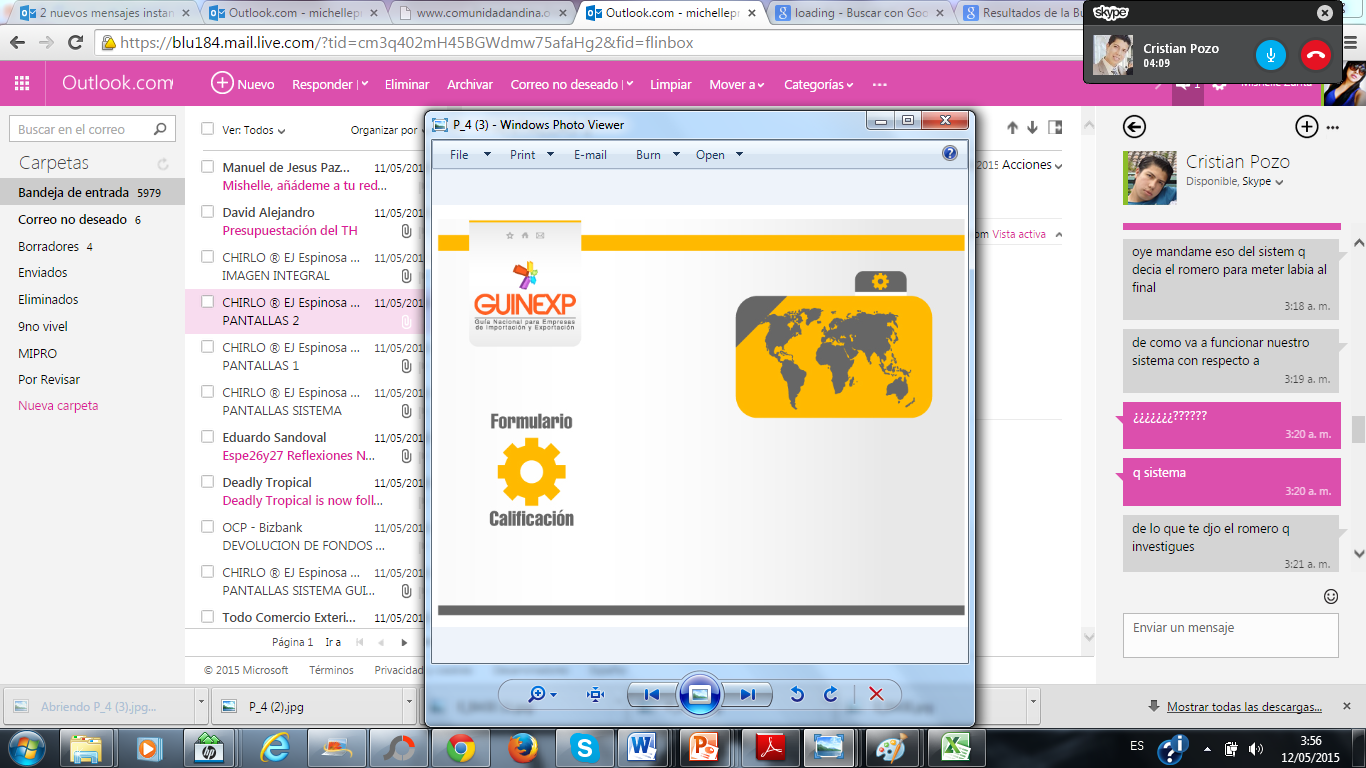 2 nuevos mensajes instan
Outlook.com - michellepr
www.comunidadandina.o
Outlook.com - michellepr
loading - Buscar con Goo
Resultados de la Bu
https://blu184.mail.live.com/?tid=cm3q402mH45BGWdmw75afaHg2&fid=flinbox
skype
Cristian Pozo
04:09
Outlook.com
Nuevo
Responder
Eliminar
Archivar
Correo no deseado
Limpiar
Mover a
Categorías
1
Buscar en el correo
Carpetas
Bandeja de entrada 5979
Correo no deseado 6
Borradores 4
Enviados
Eliminados
9no vivel
MIPRO
Por Revisar
Nueva carpeta
Ver: Todos
Organizar por
Manuel de Jesus Paz... 11/05/201
Mishelle, añádeme a tu red...
David Alejandro 11/05/201
Presupuestación del TH
CHIRLO ® EJ Espinosa ... 11/05/201
IMAGEN INTEGRAL
CHIRLO ® EJ Espinosa ... 11/05/201
PANTALLAS 2
CHIRLO ® EJ Espinosa ... 11/05/201
PANTALLAS 1
CHIRLO ® EJ Espinosa ... 11/05/201
PANTALLAS SISTEMA
Eduardo Sandoval 11/05/201
Espe26y27 Reflexiones N...
Deadly Tropical 11/05/201
Deadly Tropical is now foll...
OCP - Bizbank 11/05/201
DEVOLUCION DE FONDOS ...
CHIRLO ® EJ Espinosa ... 11/05/201
PANTALLAS SISTEMA GUI...
Todo Comercio Exteri... 11/05/201
Página 1 Ir a
© 2015 Microsoft Términos Privacidad
P_4 (3) - Windows Photo Viewer
File Print E-mail Burn Open
GUINEXP
Guía Nacional para Empresas
de Importación y Exportación
Formulario
Calificación
2015 Acciones
om Vista activa
Cristian Pozo
Disponible, Skype
oye mandame eso del sistem q
decia el romero para meter labia al
final
3:18 a. m.
de como va a funcionar nuestro
sistema con respecto a
3:19 a. m.
¿¿¿¿¿¿¿??????
3:20 a. m.
q sistema
3:20 a. m.
de lo que te djo el romero q
investigues
3:21 a. m.
Enviar un mensaje
Abriendo P_4 (3).jpg...
P_4 (2).jpg
Mostrar todas las descargas...
ES
3:56
12/05/2015